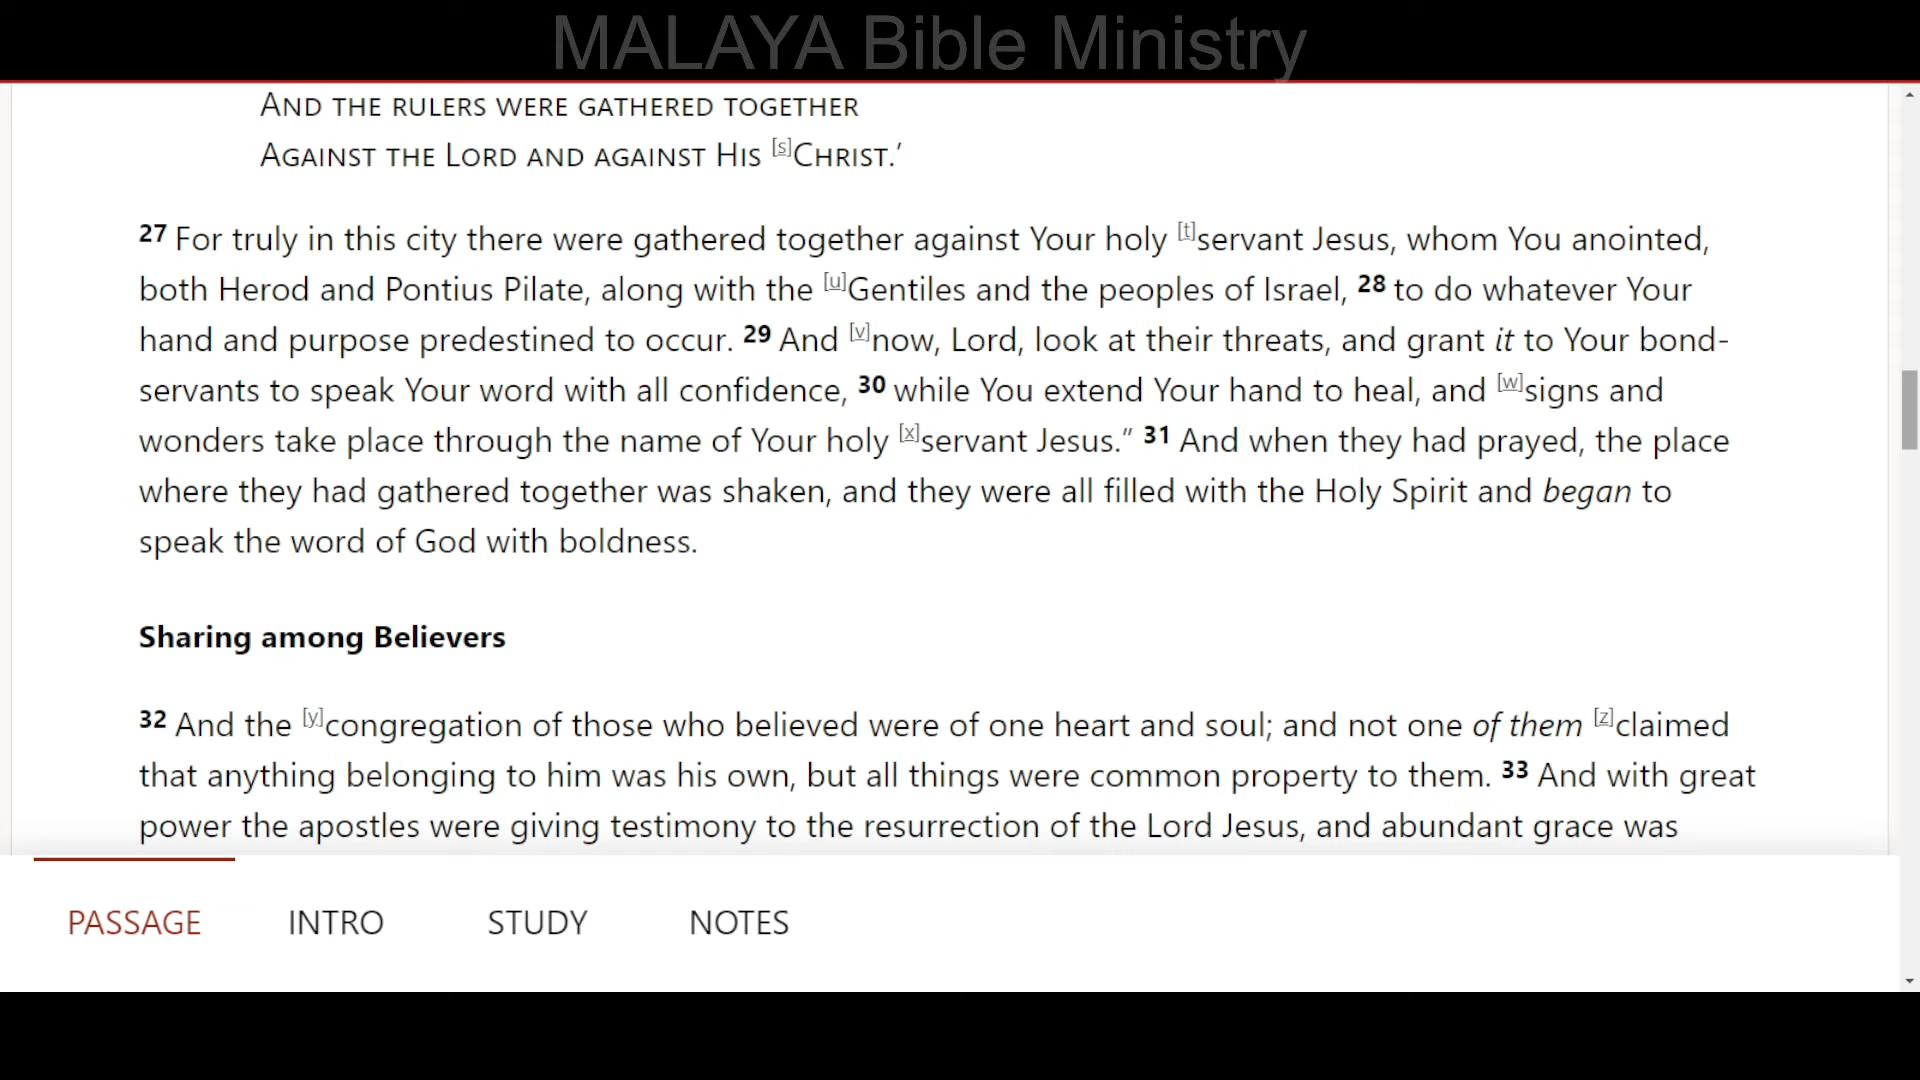 MALAYA Bible Ministry
AND THE RULERS WERE GATHERED TOGETHER
AGAINST THE LORD AND AGAINST HIS [s]CHRIST.’
27 For truly in this city there were gathered together against Your holy [t]servant Jesus, whom You anointed,
both Herod and Pontius Pilate, along with the [u]Gentiles and the peoples of Israel, 28 to do whatever Your
hand and purpose predestined to occur. 29 And [v]now, Lord, look at their threats, and grant it to Your bond-
servants to speak Your word with all confidence, 30 while You extend Your hand to heal, and [w]signs and
wonders take place through the name of Your holy [x]servant Jesus.” 31 And when they had prayed, the place
where they had gathered together was shaken, and they were all filled with the Holy Spirit and began to
speak the word of God with boldness.
Sharing among Believers
32 And the [y]congregation of those who believed were of one heart and soul; and not one of them [z]claimed
that anything belonging to him was his own, but all things were common property to them. 33 And with great
power the apostles were giving testimony to the resurrection of the Lord Jesus, and abundant grace was
PASSAGE INTRO STUDY NOTES